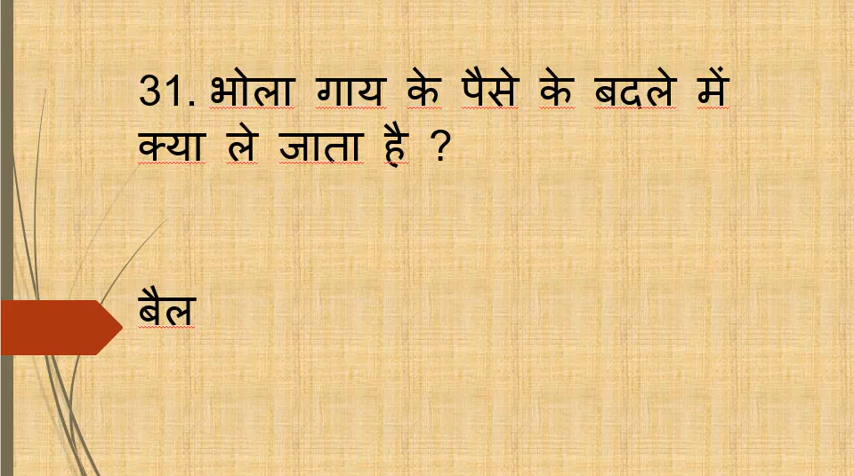 31. भोला गाय के पैसे के बदले में
क्या ले जाता है ?
बैल